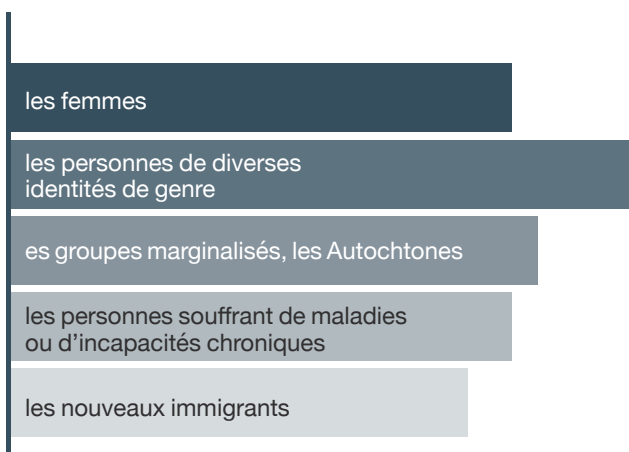 les femmes
les personnes de diverses
identités de genre
es groupes marginalisés, les Autochtones
les personnes souffrant de maladies
ou d’incapacités chroniques
les nouveaux immigrants